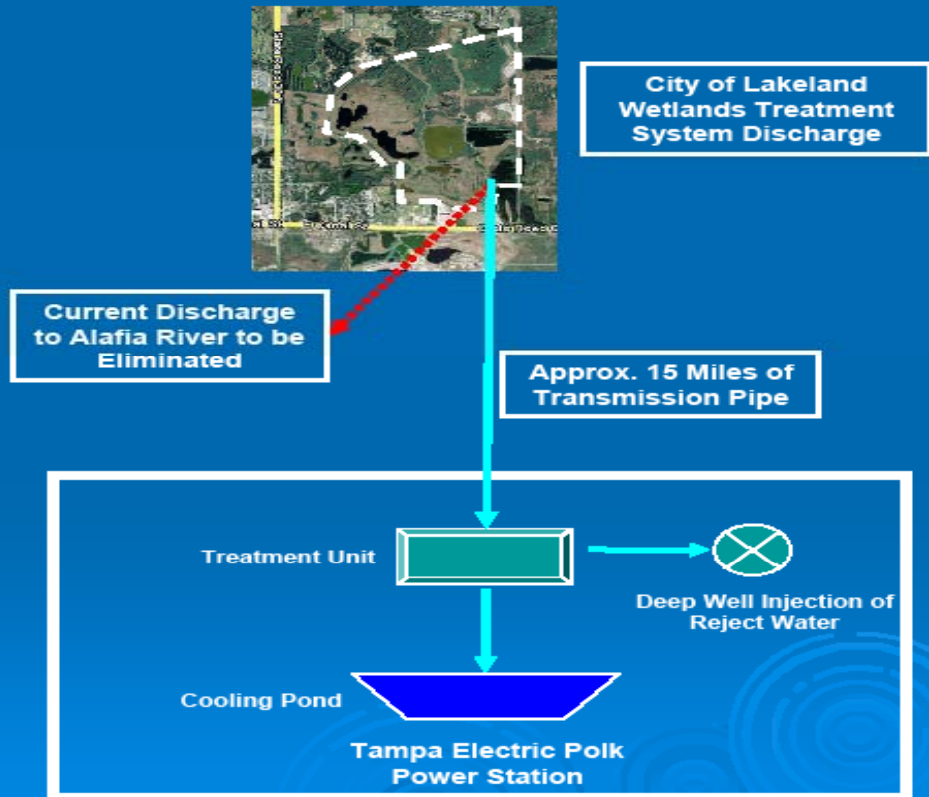 City of Lakeland
Wetlands Treatment
System Discharge
Current Discharge
to Alafia River to be
Eliminated
Approx. 15 Miles of
Transmission Pipe
Treatment Unit
Deep Well Injection of
Reject Water
Cooling Pond
Tampa Electric Polk
Power Station